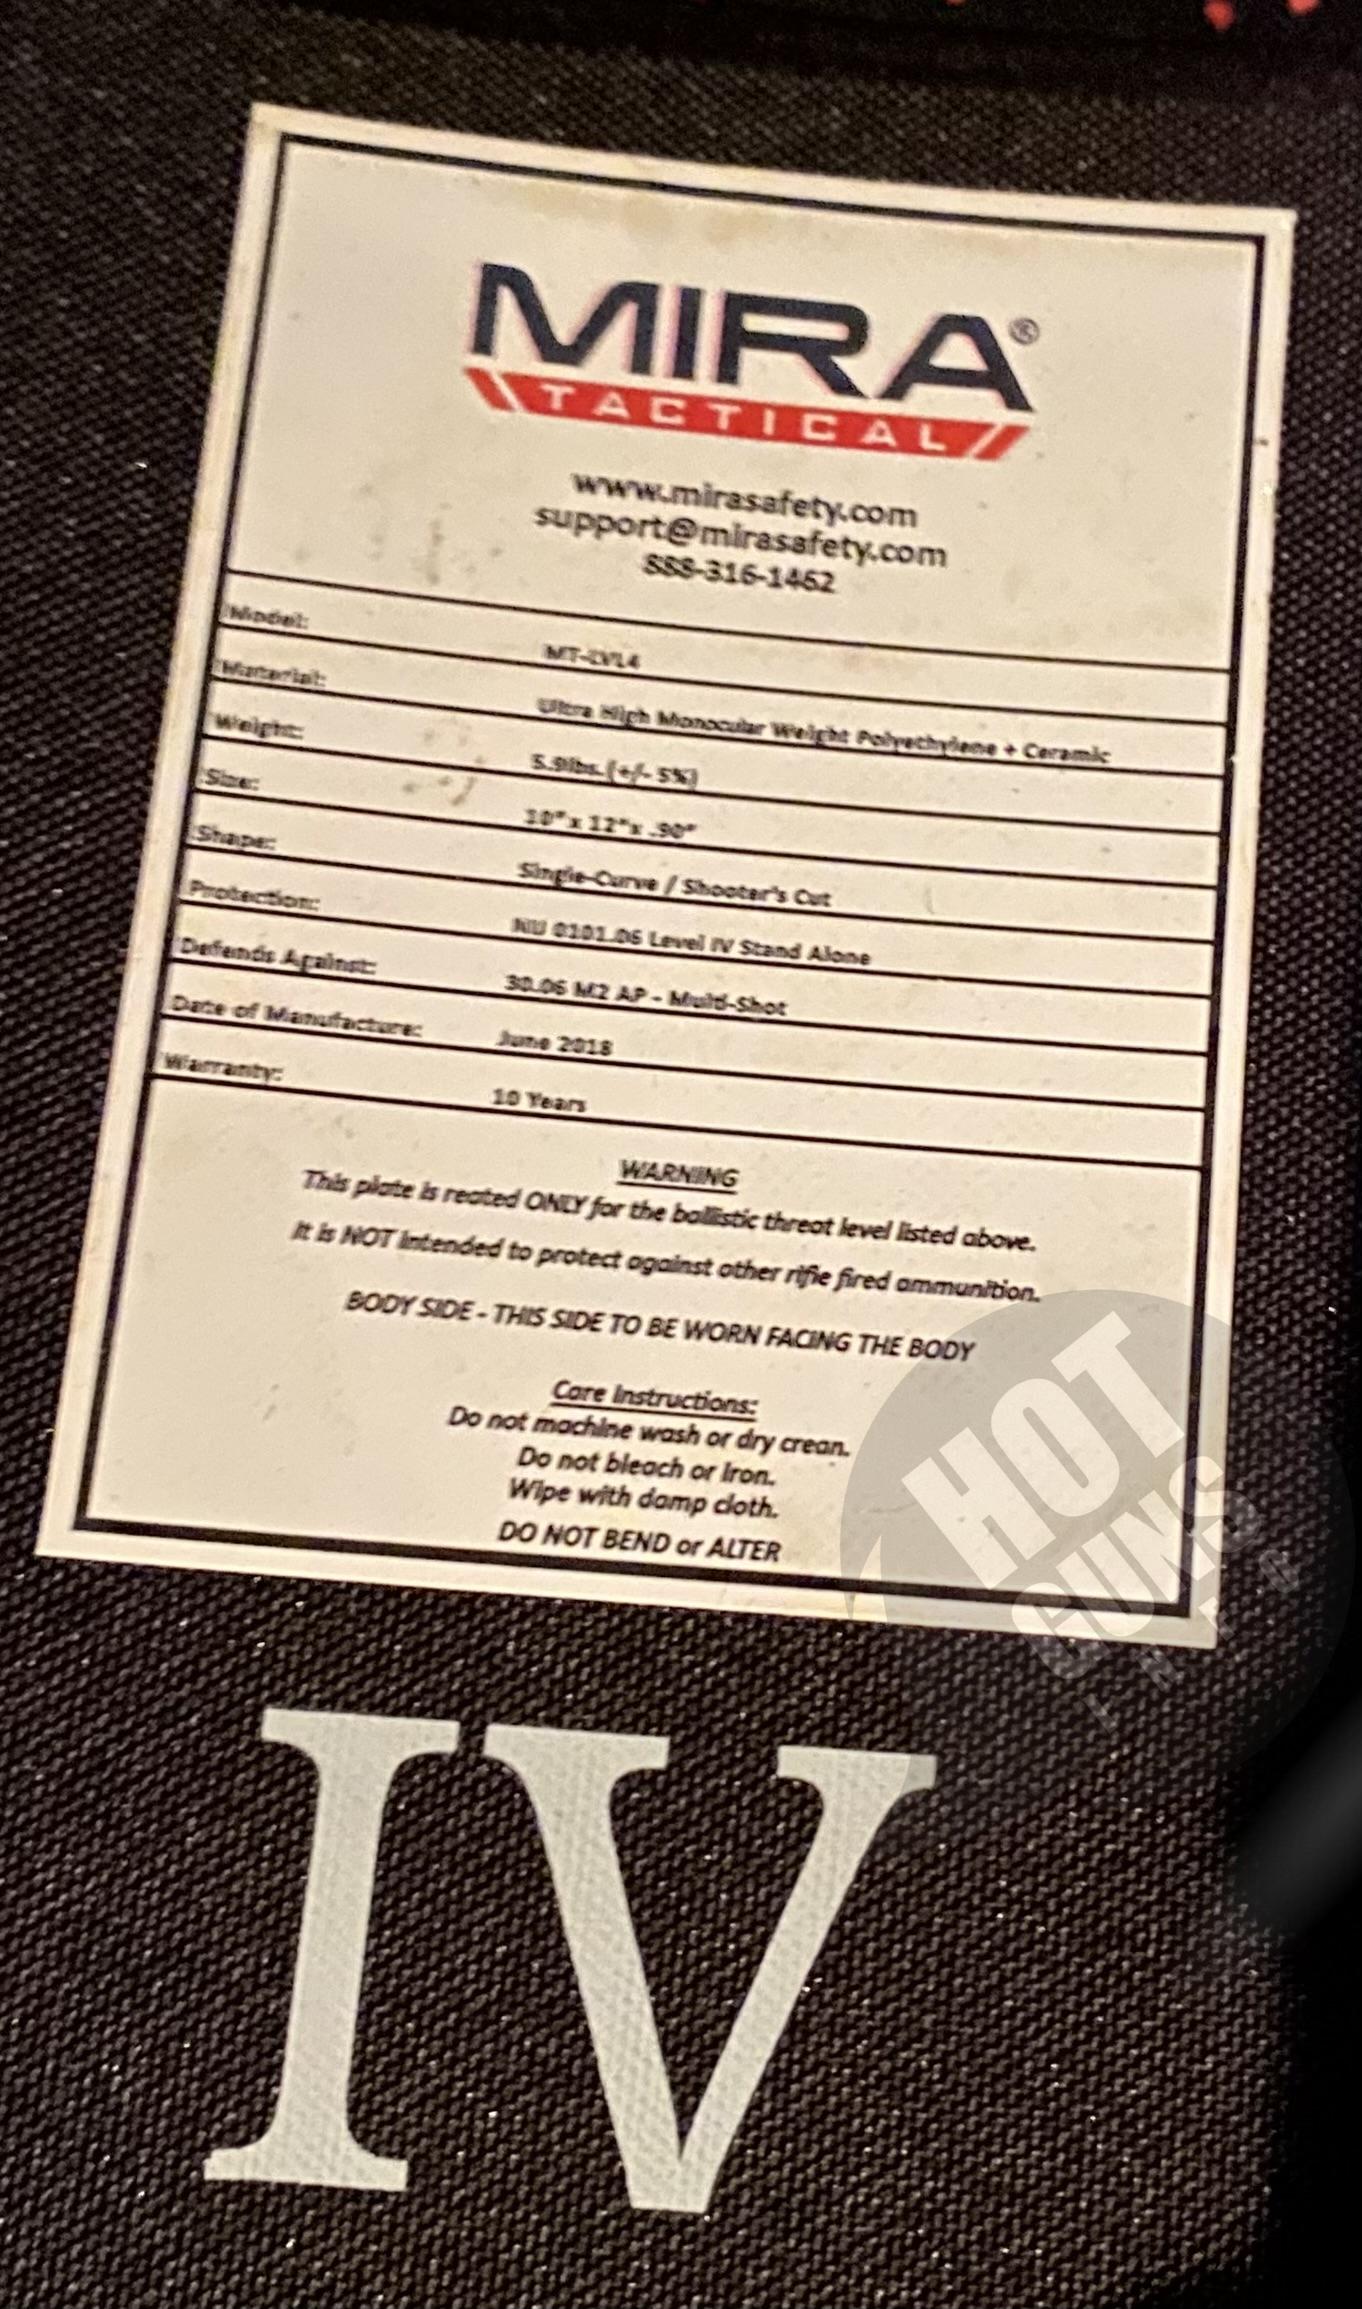 MIRA®
TACTICAL
www.mirasafety.com
support@mirasafety.com
888-316-1462
Model: MT-LVL4
Material: Ultra High Monocular Weight Polyethylene + Ceramic
Weight: 5.9lbs. (+/- 5%)
Size: 10" x 12" x .90"
Shape: Single-Curve / Shooter's Cut
Protection: NIJ 0101.06 Level IV Stand Alone
Defends Against: 30.06 M2 AP - Multi-Shot
Date of Manufacture: June 2018
Warranty: 10 Years
WARNING
This plate is reated ONLY for the ballistic threat level listed above.
It is NOT intended to protect against other rifle fired ammunition.
BODY SIDE - THIS SIDE TO BE WORN FACING THE BODY
Care Instructions:
Do not machine wash or dry crean.
Do not bleach or Iron.
Wipe with damp cloth.
DO NOT BEND or ALTER
HOT
GUNS
IV